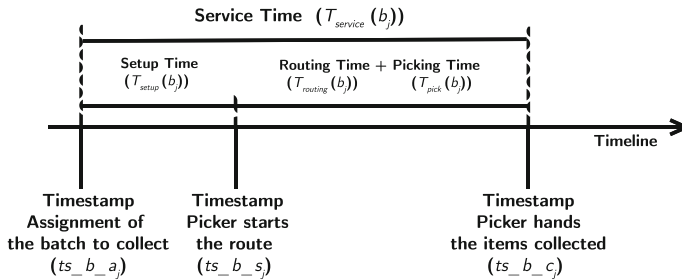 Service Time (T_service (b_j))
Setup Time
(T_setup (b_j))
Routing Time + Picking Time
(T_routing (b_j)) (T_pick (b_j))
Timeline
Timestamp
Assignment of
the batch to collect
(ts_b_a_j)
Timestamp
Picker starts
the route
(ts_b_s_j)
Timestamp
Picker hands
the items collected
(ts_b_c_j)